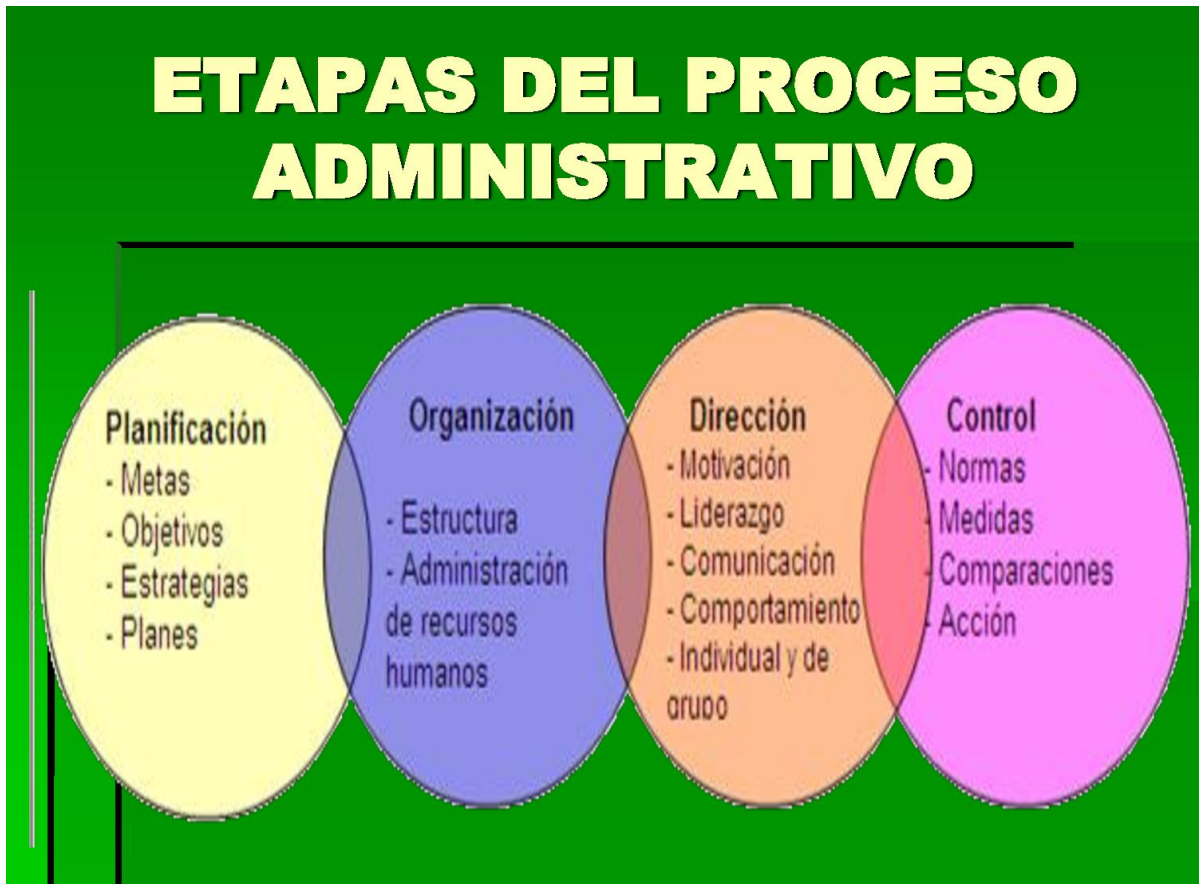 ETAPAS DEL PROCESO
ADMINISTRATIVO
Planificación
- Metas
- Objetivos
- Estrategias
- Planes
Organización
- Estructura
- Administración
de recursos
humanos
Dirección
- Motivación
- Liderazgo
- Comunicación
- Comportamiento
- Individual y de
grupo
Control
- Normas
- Medidas
- Comparaciones
- Acción